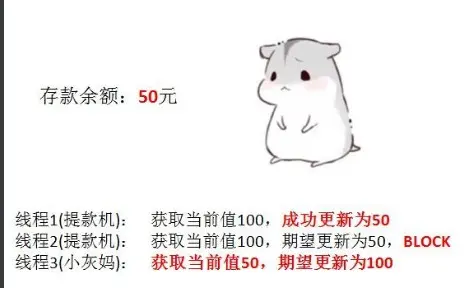 存款余额：50元
线程1(提款机)： 获取当前值100，成功更新为50
线程2(提款机)： 获取当前值100，期望更新为50，BLOCK
线程3(小灰妈)： 获取当前值50，期望更新为100